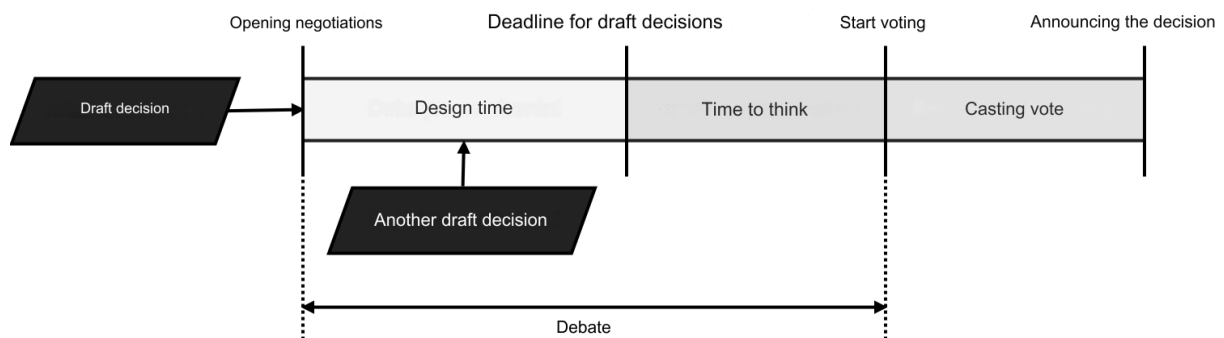 Opening negotiations
Deadline for draft decisions
Start voting
Announcing the decision
Draft decision
Design time
Time to think
Casting vote
Another draft decision
Debate